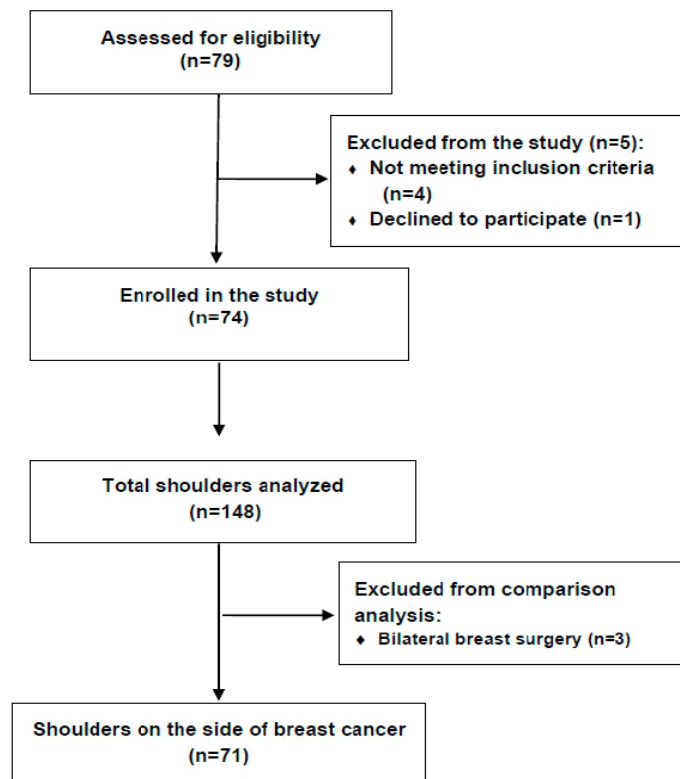 Assessed for eligibility
(n=79)
Excluded from the study (n=5):
♦ Not meeting inclusion criteria
(n=4)
♦ Declined to participate (n=1)
Enrolled in the study
(n=74)
Total shoulders analyzed
(n=148)
Excluded from comparison
analysis:
♦ Bilateral breast surgery (n=3)
Shoulders on the side of breast cancer
(n=71)